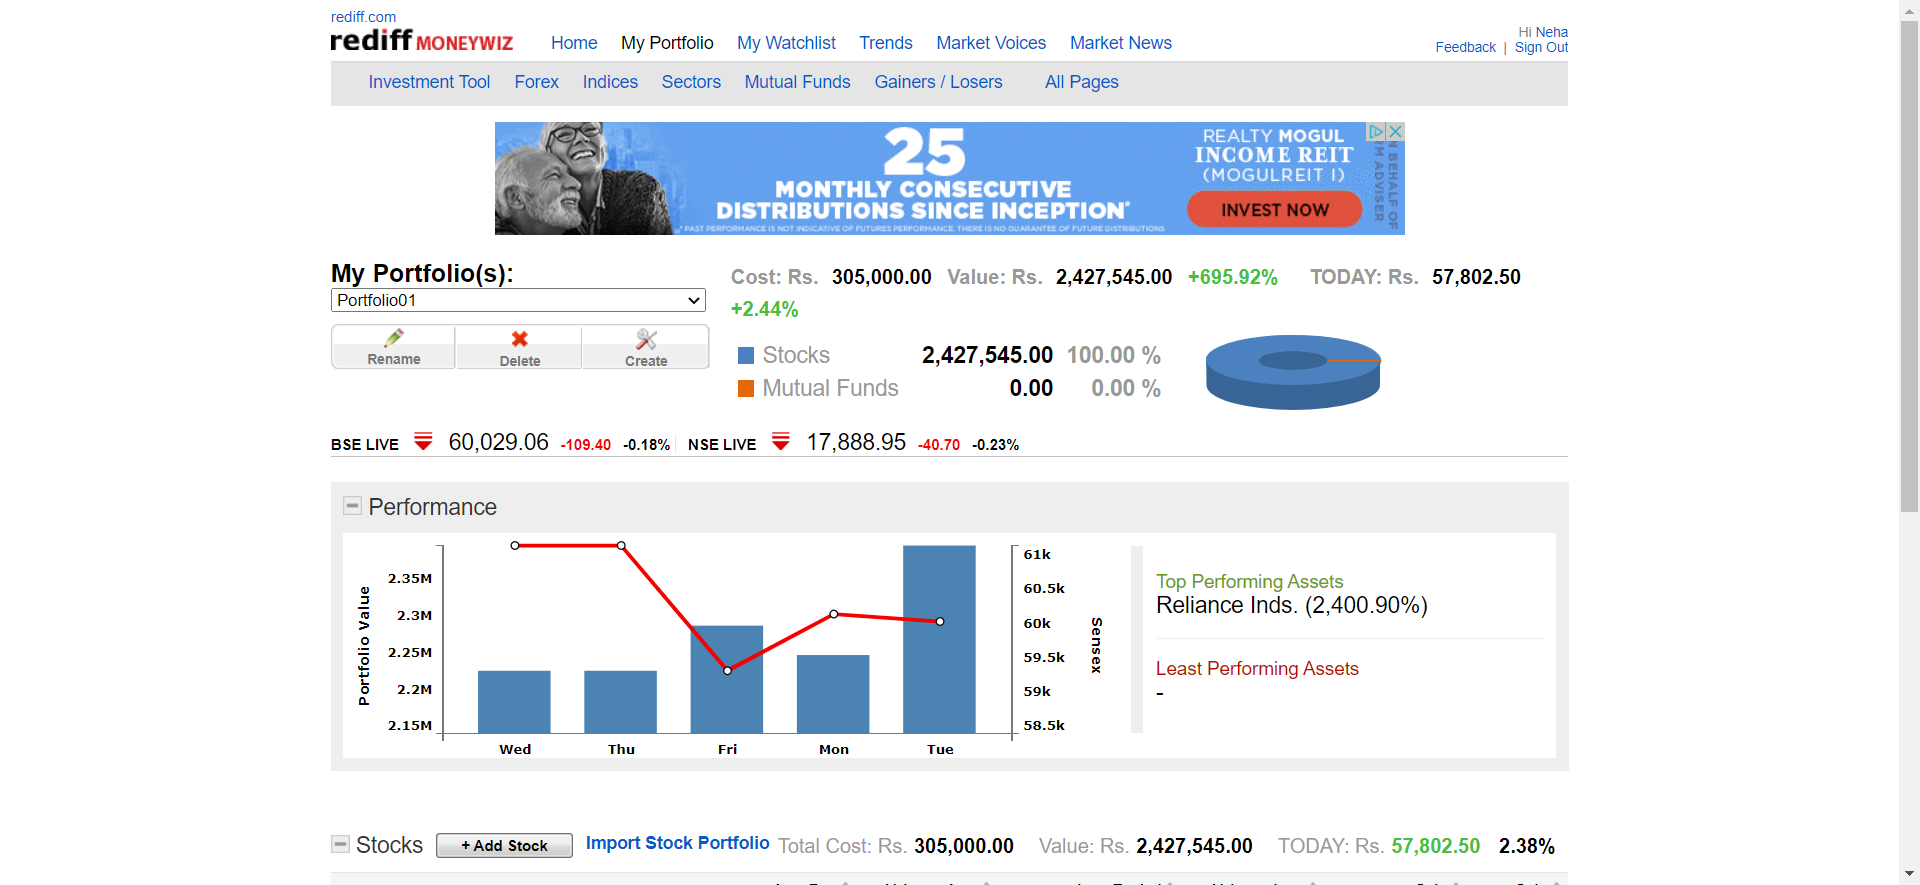 rediff.com
rediff MONEYWIZ
Home My Portfolio My Watchlist Trends Market Voices Market News
Hi Neha
Feedback | Sign Out
Investment Tool Forex Indices Sectors Mutual Funds Gainers / Losers All Pages
25
MONTHLY CONSECUTIVE
DISTRIBUTIONS SINCE INCEPTION*
*PAST PERFORMANCE IS NOT INDICATIVE OF FUTURES PERFORMANCE. THERE IS NO GUARANTEE OF FUTURE DISTRIBUTIONS
REALTY MOGUL
INCOME REIT
(MOGULREIT I)
INVEST NOW
N BEHALF OF
RM ADVISER
My Portfolio(s):
Portfolio01
Rename Delete Create
Cost: Rs. 305,000.00 Value: Rs. 2,427,545.00 +695.92% TODAY: Rs. 57,802.50
+2.44%
Stocks 2,427,545.00 100.00 %
Mutual Funds 0.00 0.00 %
BSE LIVE 60,029.06 -109.40 -0.18% NSE LIVE 17,888.95 -40.70 -0.23%
Performance
Portfolio Value
2.35M
2.3M
2.25M
2.2M
2.15M
Wed Thu Fri Mon Tue
61k
60.5k
60k
59.5k
59k
58.5k
Sensex
Top Performing Assets
Reliance Inds. (2,400.90%)
Least Performing Assets
-
Stocks + Add Stock Import Stock Portfolio Total Cost: Rs. 305,000.00 Value: Rs. 2,427,545.00 TODAY: Rs. 57,802.50 2.38%